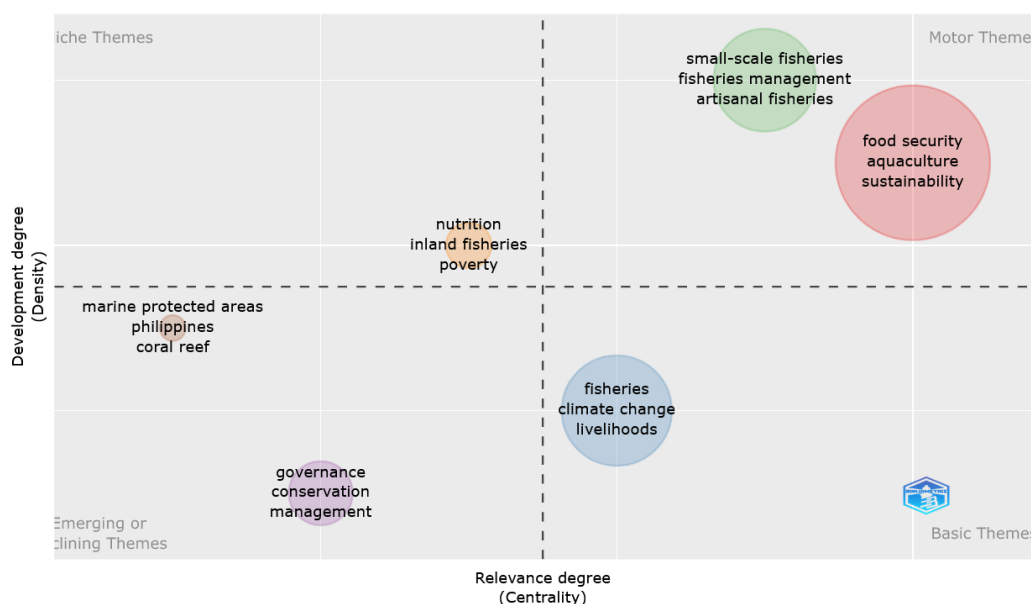 iche Themes
Motor Theme
small-scale fisheries
fisheries management
artisanal fisheries
food security
aquaculture
sustainability
nutrition
inland fisheries
poverty
Development degree
(Density)
marine protected areas
philippines
coral reef
fisheries
climate change
livelihoods
governance
conservation
management
Emerging or
clining Themes
Basic Themes
Relevance degree
(Centrality)